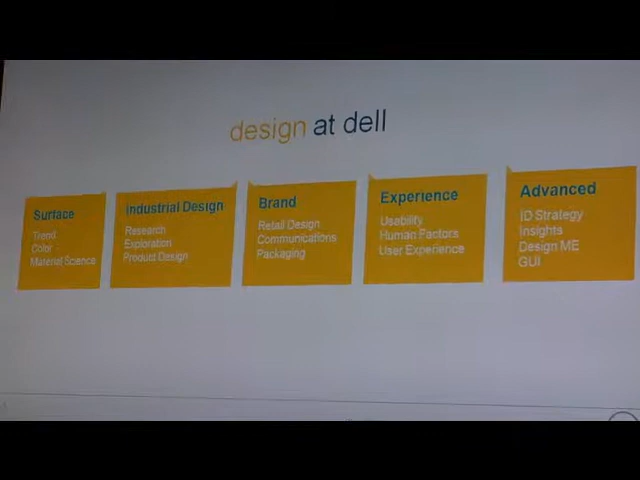 design at dell
Surface
Trend
Color
Material Science
Industrial Design
Research
Exploration
Product Design
Brand
Retail Design
Communications
Packaging
Experience
Usability
Human Factors
User Experience
Advanced
ID Strategy
Insights
Design ME
GUI